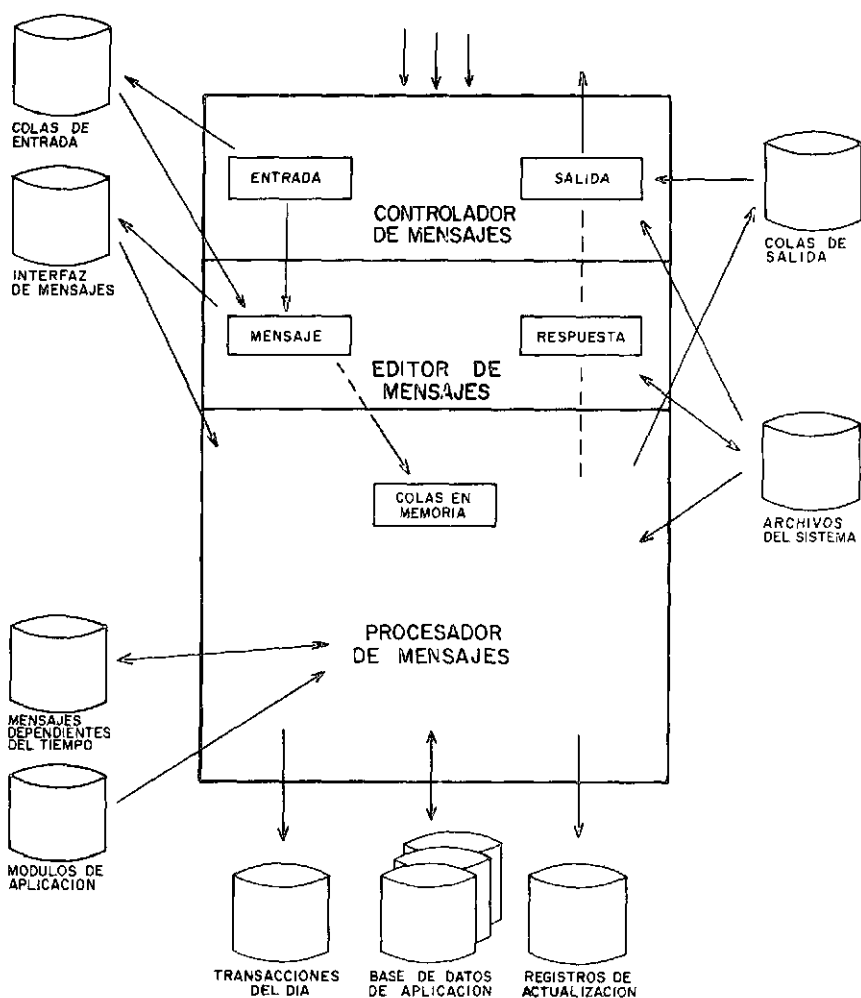 COLAS DE
ENTRADA
ENTRADA
SALIDA
CONTROLADOR
DE MENSAJES
COLAS DE
SALIDA
INTERFAZ
DE MENSAJES
MENSAJE
RESPUESTA
EDITOR DE
MENSAJES
COLAS EN
MEMORIA
ARCHIVOS
DEL SISTEMA
PROCESADOR
DE MENSAJES
MENSAJES
DEPENDIENTES
DEL TIEMPO
MODULOS DE
APLICACION
TRANSACCIONES
DEL DIA
BASE DE DATOS
DE APLICACION
REGISTROS DE
ACTUALIZACION